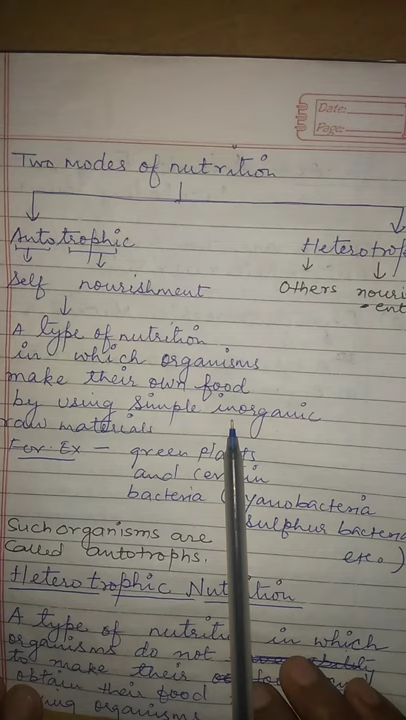 Date:
Page:
Two modes of nutrition
Autotrophic
Self nourishment
A type of nutrition
in which organisms
make their own food
by using simple inorganic
raw materials
For Ex - green plants
and certain
bacteria (cyanobacteria
sulphur bacteria
etc.)
Such organisms are
Called autotrophs.
Heterotrop
Others nouri
ent
Heterotrophic Nutrition
A type of nutriti in which
organisms do not
to make their
obtain their food
organisms